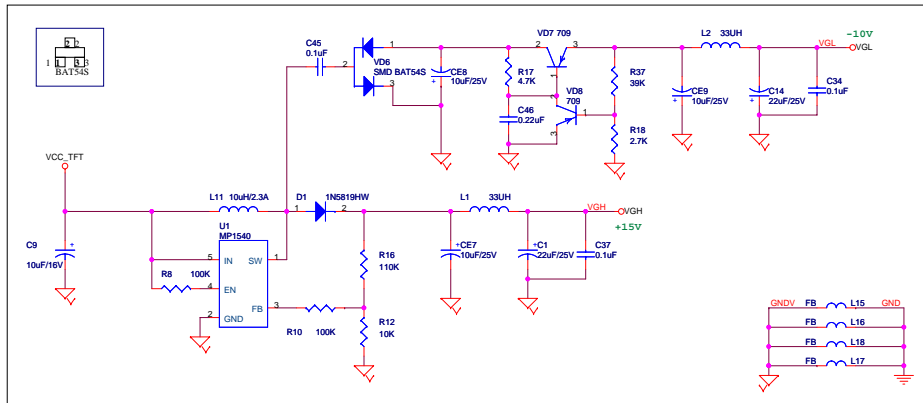 2 2
1 1 3 3
BAT54S
C45
0.1uF
2
1
VD6
SMD BAT54S
3
CE8
10uF/25V
+
R17
4.7K
C46
0.22uF
2
VD7 709
3
1
2
VD8
709
1
3
R37
39K
R18
2.7K
CE9
10uF/25V
+
L2 33UH
C14
22uF/25V
+
C34
0.1uF
VGL
-10V
VGL
VCC_TFT
C9
10uF/16V
+
L11 10uH/2.3A
U1
MP1540
5 IN
SW 1
4 EN
FB 3
2 GND
R8 100K
D1 1N5819HW
1 2
R16
110K
R10 100K
R12
10K
+
CE7
10uF/25V
L1 33UH
+
C1
22uF/25V
C37
0.1uF
VGH
VGH
+15V
GNDV FB L15 GND
FB L16
FB L18
FB L17